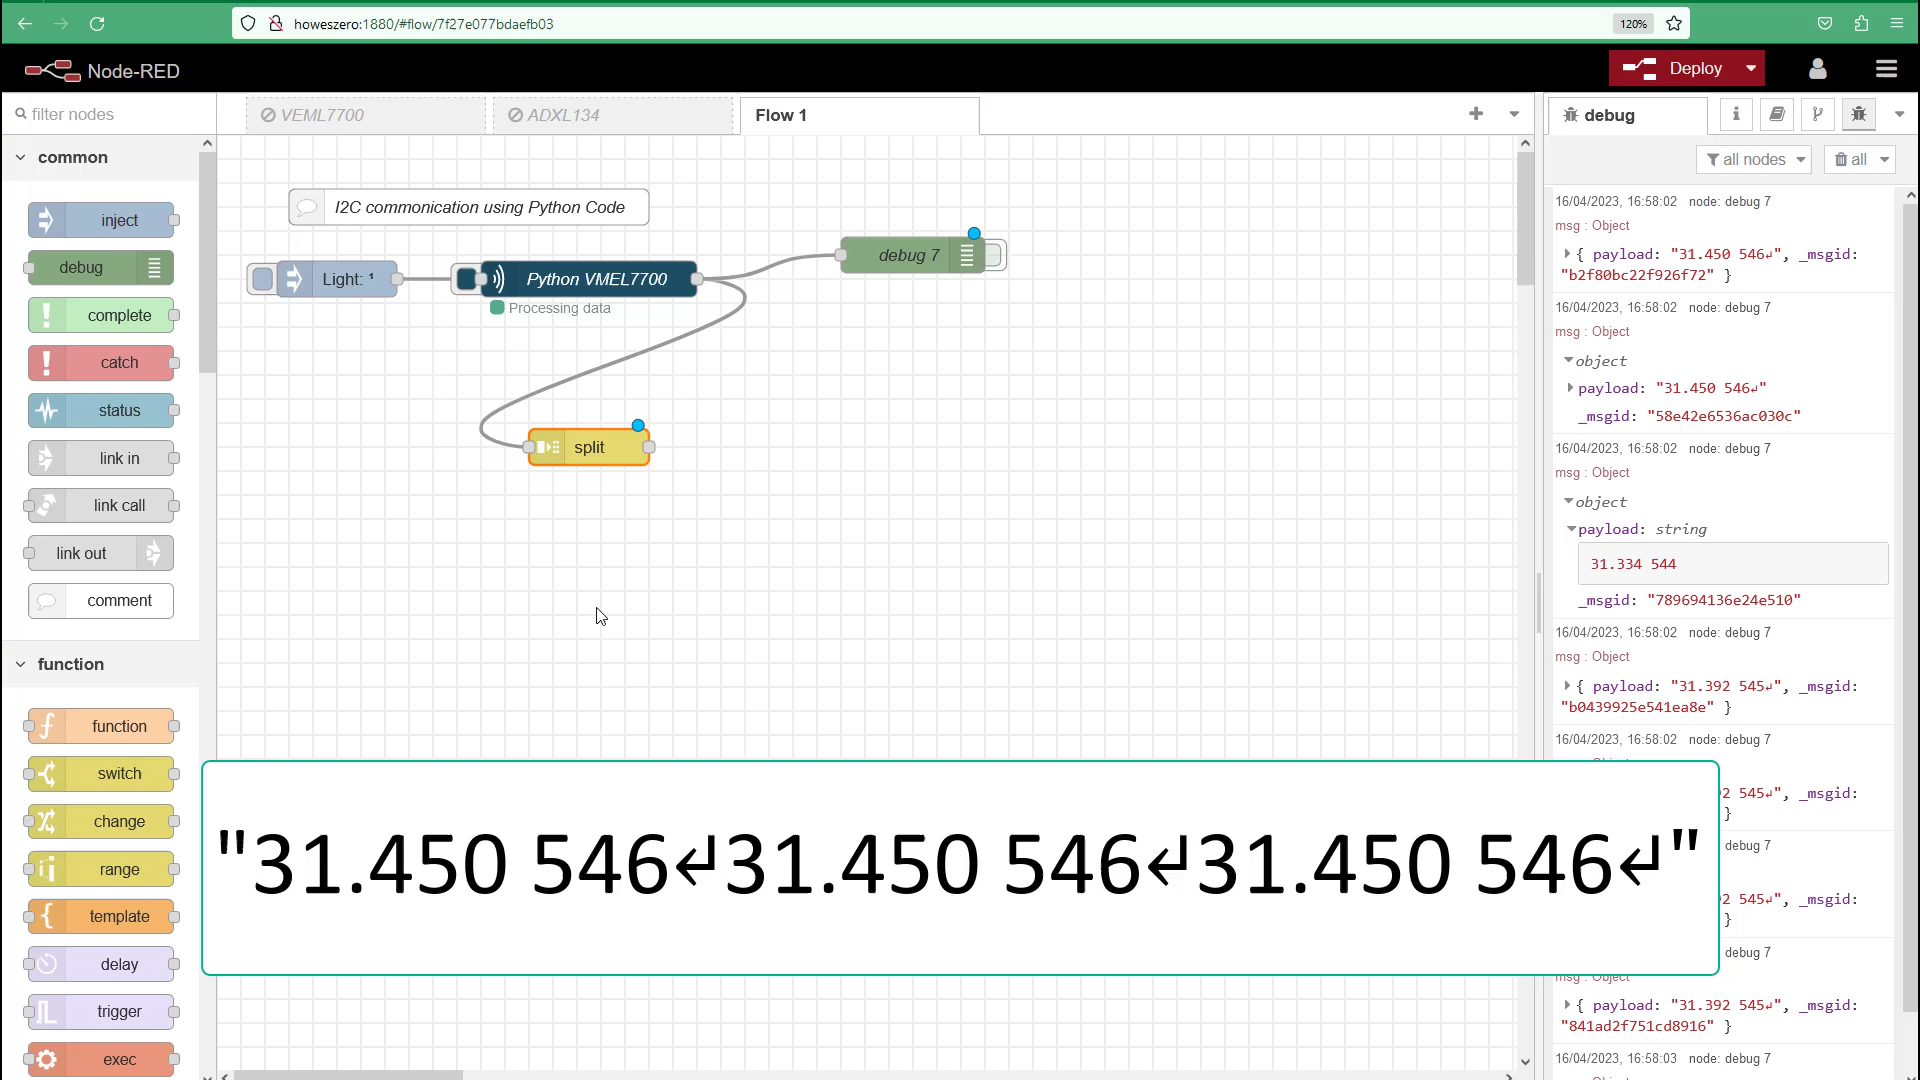 howeszero:1880/#flow/7f27e077bdaefb03
120%
Node-RED
Deploy
filter nodes
VEML7700
ADXL134
Flow 1
debug
i
all nodes
all
common
inject
debug
complete
catch
status
link in
link call
link out
comment
function
function
switch
change
range
template
delay
trigger
exec
I2C commonication using Python Code
Light: ¹
Python VMEL7700
Processing data
debug 7
split
16/04/2023, 16:58:02 node: debug 7
msg : Object
{ payload: "31.450 546↵", _msgid:
"b2f80bc22f926f72" }
16/04/2023, 16:58:02 node: debug 7
msg : Object
object
payload: "31.450 546↵"
_msgid: "58e42e6536ac030c"
16/04/2023, 16:58:02 node: debug 7
msg : Object
object
payload: string
31.334 544
_msgid: "789694136e24e510"
16/04/2023, 16:58:02 node: debug 7
msg : Object
{ payload: "31.392 545↵", _msgid:
"b0439925e541ea8e" }
16/04/2023, 16:58:02 node: debug 7
2 545↵", _msgid:
}
debug 7
2 545↵", _msgid:
}
debug 7
msg : Object
{ payload: "31.392 545↵", _msgid:
"841ad2f751cd8916" }
16/04/2023, 16:58:03 node: debug 7
"31.450 546↵31.450 546↵31.450 546↵"